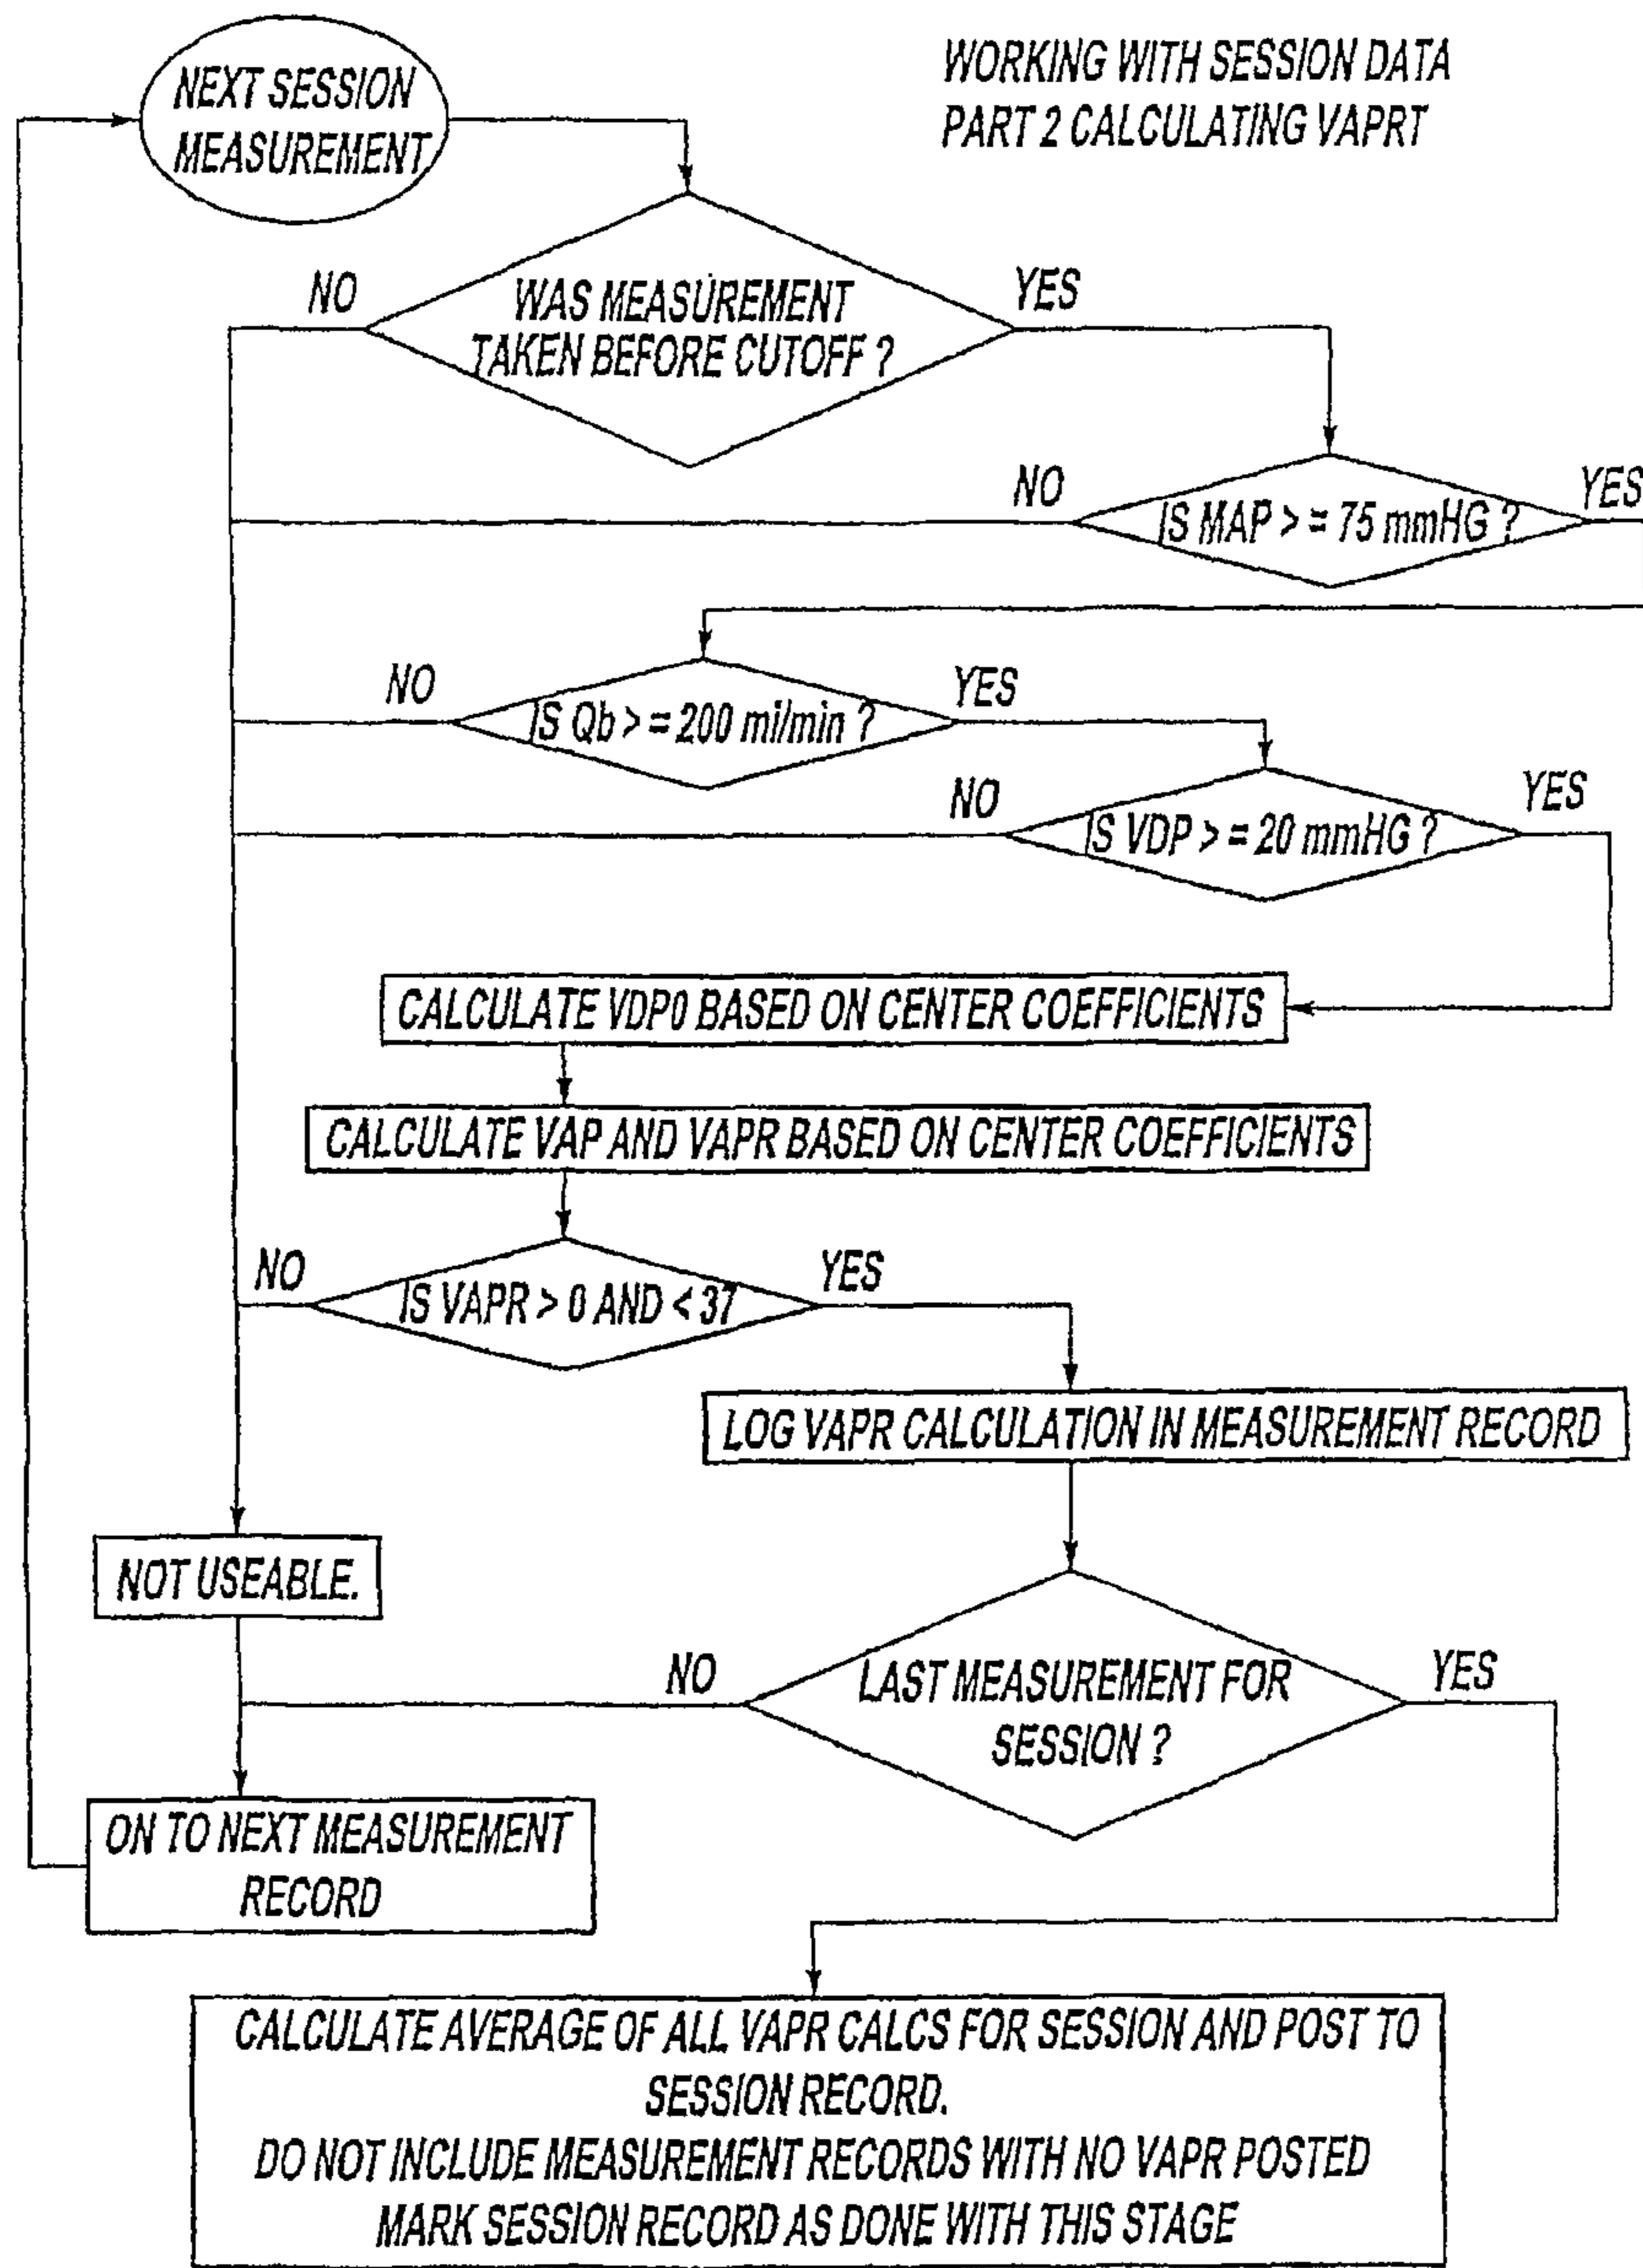 WORKING WITH SESSION DATA
PART 2 CALCULATING VAPRT
NEXT SESSION
MEASUREMENT
NO
YES
WAS MEASUREMENT
TAKEN BEFORE CUTOFF ?
NO
YES
IS MAP > = 75 mmHG ?
NO
YES
IS Qb > = 200 mi/min ?
NO
YES
IS VDP > = 20 mmHG ?
CALCULATE VDP0 BASED ON CENTER COEFFICIENTS
CALCULATE VAP AND VAPR BASED ON CENTER COEFFICIENTS
NO
YES
IS VAPR > 0 AND < 37
LOG VAPR CALCULATION IN MEASUREMENT RECORD
NOT USEABLE.
NO
YES
LAST MEASUREMENT FOR
SESSION ?
ON TO NEXT MEASUREMENT
RECORD
CALCULATE AVERAGE OF ALL VAPR CALCS FOR SESSION AND POST TO
SESSION RECORD.
DO NOT INCLUDE MEASUREMENT RECORDS WITH NO VAPR POSTED
MARK SESSION RECORD AS DONE WITH THIS STAGE